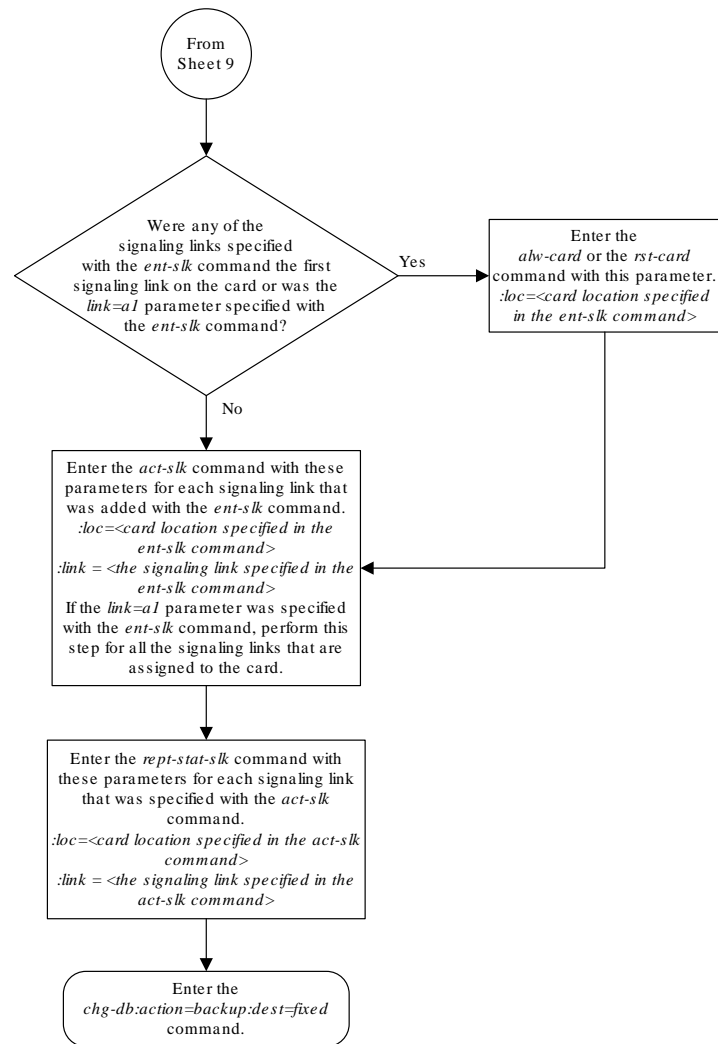 From
Sheet 9
Were any of the
signaling links specified
with the ent-slk command the first
signaling link on the card or was the
link=a1 parameter specified with
the ent-slk command?
Yes
Enter the
alw-card or the rst-card
command with this parameter.
:loc=<card location specified
in the ent-slk command>
No
Enter the act-slk command with these
parameters for each signaling link that
was added with the ent-slk command.
:loc=<card location specified in the
ent-slk command>
:link = <the signaling link specified in the
ent-slk command>
If the link=a1 parameter was specified
with the ent-slk command, perform this
step for all the signaling links that are
assigned to the card.
Enter the rept-stat-slk command with
these parameters for each signaling link
that was specified with the act-slk
command.
:loc=<card location specified in the act-slk
command>
:link = <the signaling link specified in the
act-slk command>
Enter the
chg-db:action=backup:dest=fixed
command.